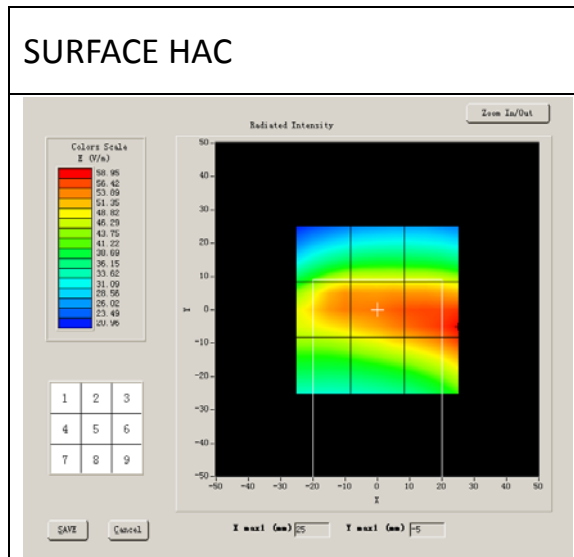 SURFACE HAC
Zoom In/Out
Radiated Intensity
Colors Scale
E (V/m)
58.95
56.42
53.89
51.35
48.82
46.29
43.75
41.22
38.69
36.15
33.62
31.09
28.56
26.02
23.49
20.96
50
40
30
20
10
0
-10
-20
-30
-40
-50
Y
-50 -40 -30 -20 -10 0 10 20 30 40 50
X
1 2 3
4 5 6
7 8 9
SAVE Cancel
X max1 (mm) 25 Y max1 (mm) -5